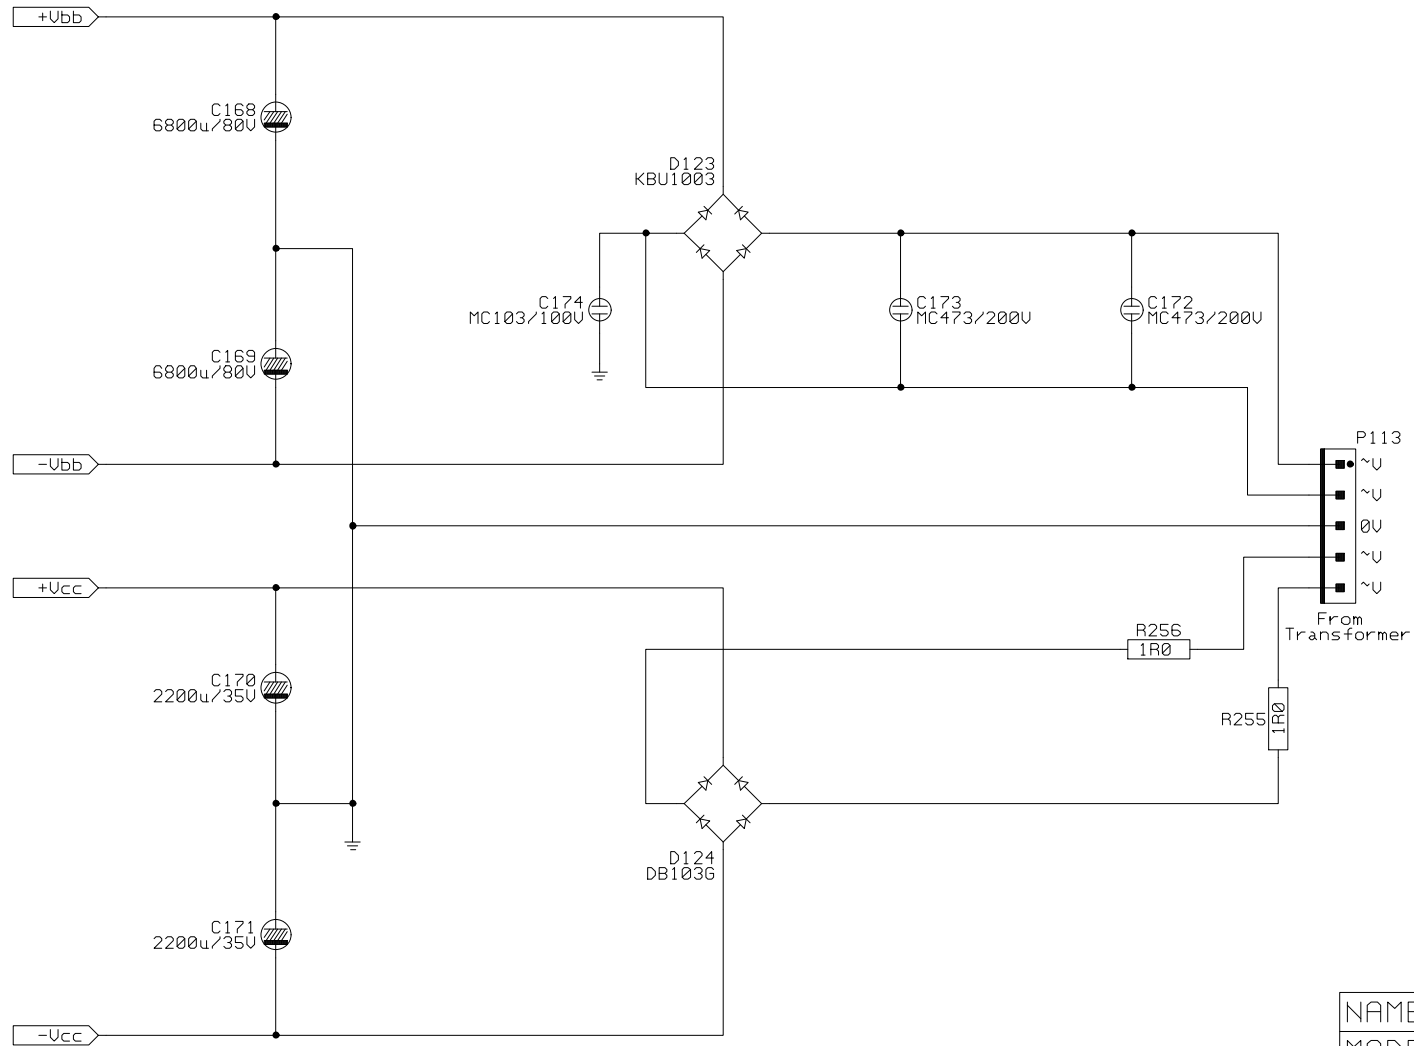 +Vbb
C168
6800u/80V
D123
KBU1003
C174
MC103/100V
C173
MC473/200V
C172
MC473/200V
C169
6800u/80V
-Vbb
P113
~V
~V
0V
~V
~V
From
Transformer
+Vcc
R256
1R0
C170
2200u/35V
R255
1R0
D124
DB103G
C171
2200u/35V
-Vcc
NAME